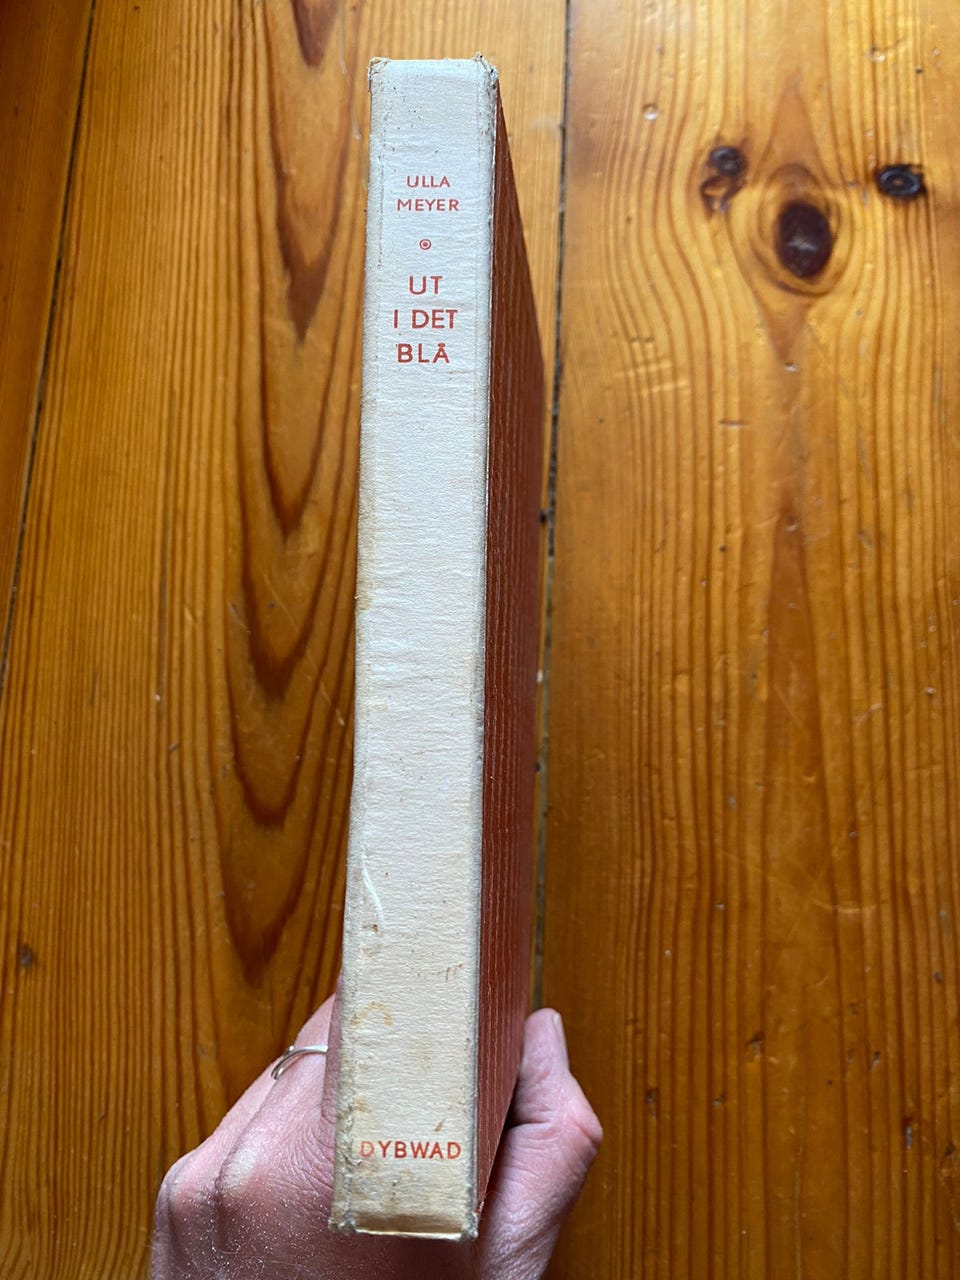 ULLA
MEYER
UT
I DET
BLÅ
DYBWAD